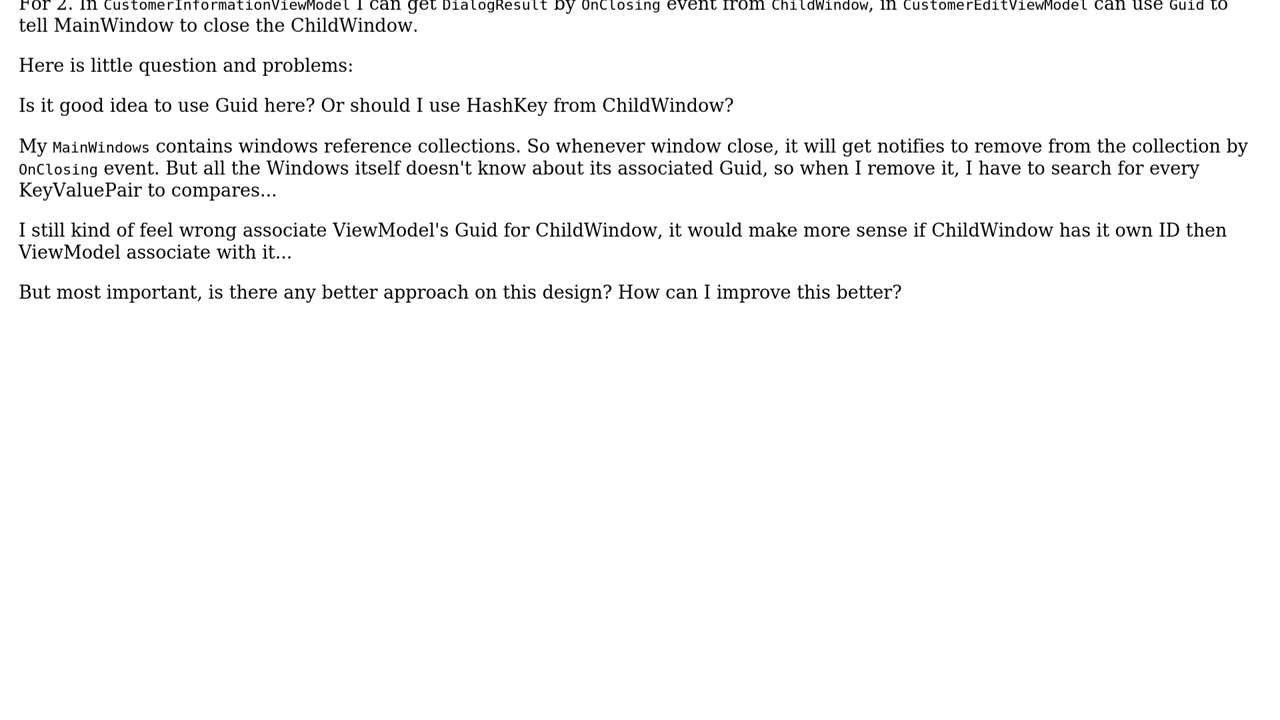 For 2. In CustomerInformationViewModel I can get DialogResult by OnClosing event from ChildWindow, in CustomerEditViewModel can use Guid to
tell MainWindow to close the ChildWindow.
Here is little question and problems:
Is it good idea to use Guid here? Or should I use HashKey from ChildWindow?
My MainWindows contains windows reference collections. So whenever window close, it will get notifies to remove from the collection by
OnClosing event. But all the Windows itself doesn't know about its associated Guid, so when I remove it, I have to search for every
KeyValuePair to compares...
I still kind of feel wrong associate ViewModel's Guid for ChildWindow, it would make more sense if ChildWindow has it own ID then
ViewModel associate with it...
But most important, is there any better approach on this design? How can I improve this better?